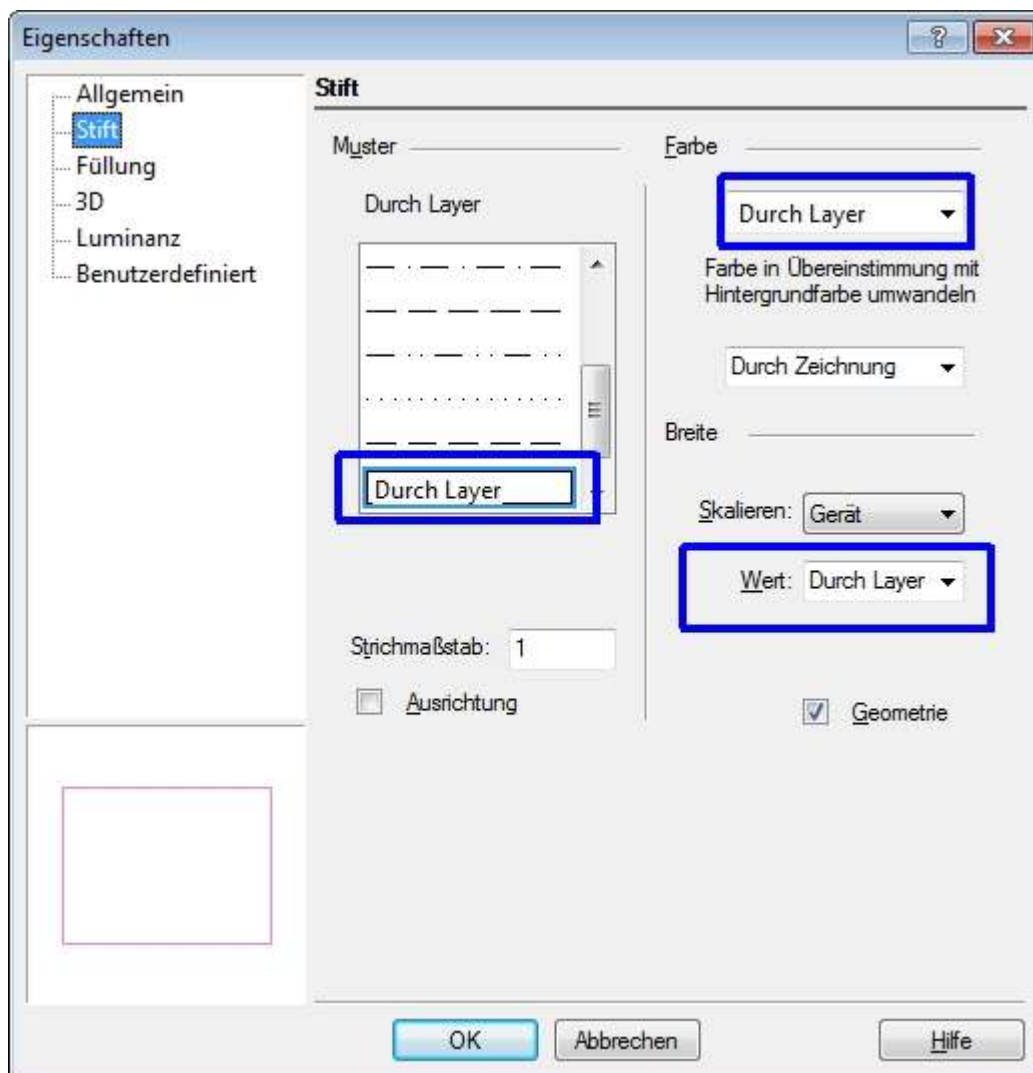 Eigenschaften
Allgemein
Stift
Füllung
3D
Luminanz
Benutzerdefiniert
Stift
Muster
Durch Layer
Durch Layer
Strichmaßstab: 1
Ausrichtung
Farbe
Durch Layer
Farbe in Übereinstimmung mit
Hintergrundfarbe umwandeln
Durch Zeichnung
Breite
Skalieren: Gerät
Wert: Durch Layer
Geometrie
OK
Abbrechen
Hilfe